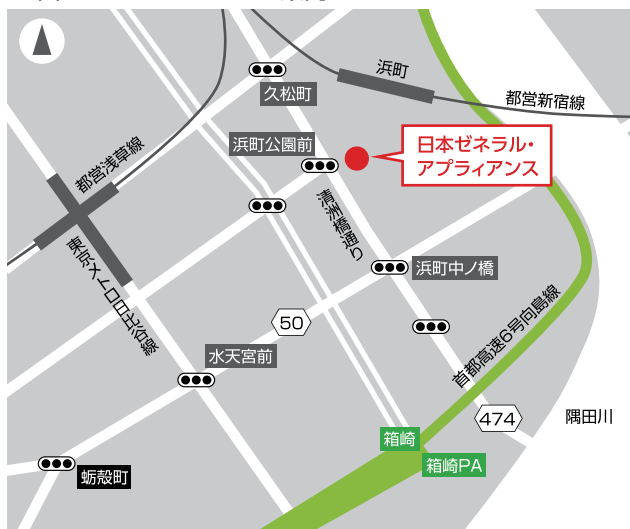 浜町
久松町
都営新宿線
日本ゼネラル・
アプライアンス
浜町公園前
都営浅草線
清洲橋通り
東京メトロ日比谷線
浜町中ノ橋
50
首都高速6号向島線
水天宮前
474
隅田川
箱崎
箱崎PA
蛎殻町